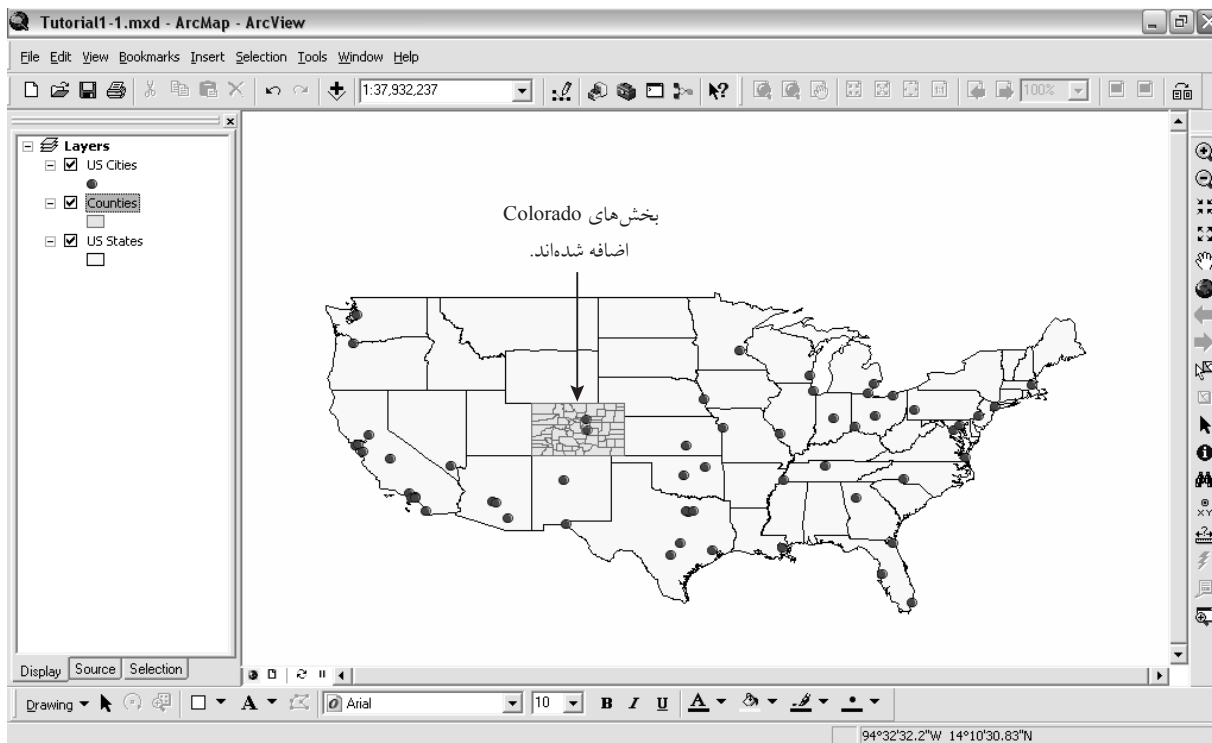 Tutorial1-1.mxd - ArcMap - ArcView
File Edit View Bookmarks Insert Selection Tools Window Help
1:37,932,237
100%
Layers
US Cities
Counties
US States
بخش‌های Colorado
اضافه شده‌اند.
Display Source Selection
Drawing A Arial 10 B I U A
94°32'32.2"W 14°10'30.83"N